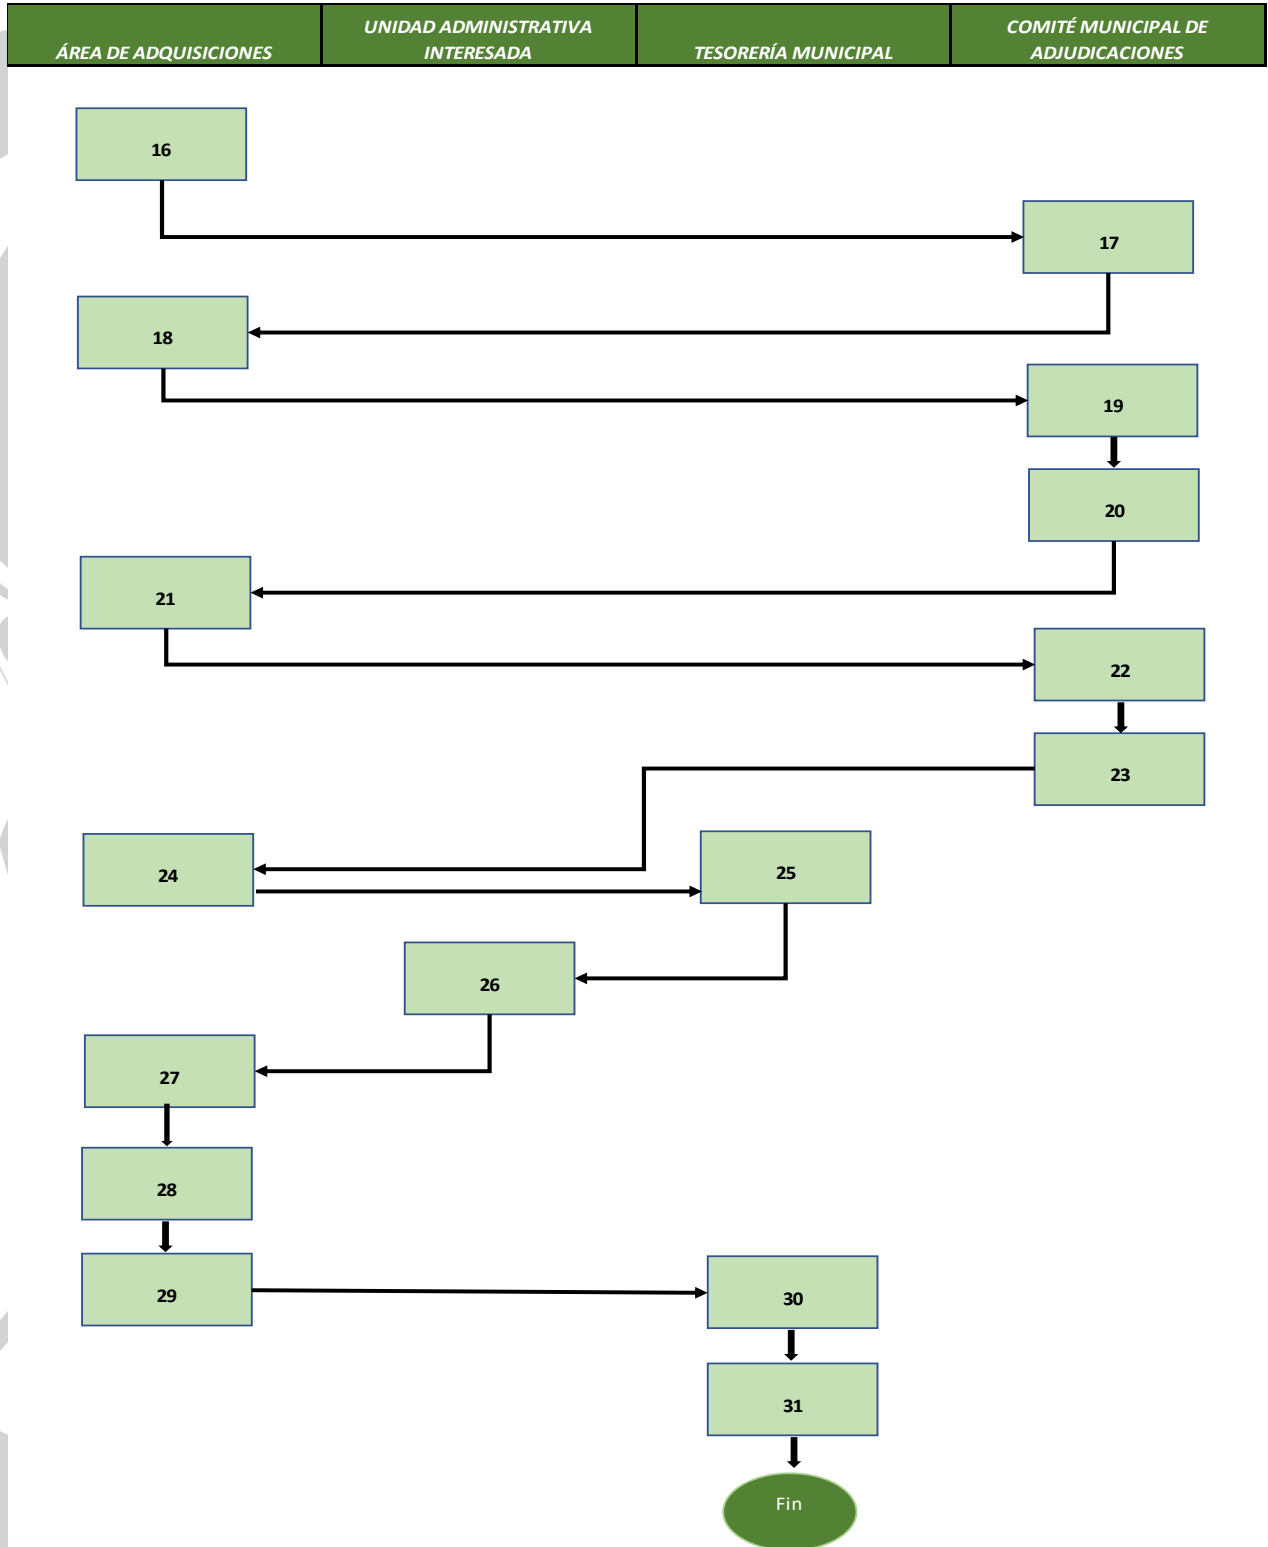 ÁREA DE ADQUISICIONES
UNIDAD ADMINISTRATIVA
INTERESADA
TESORERÍA MUNICIPAL
COMITÉ MUNICIPAL DE
ADJUDICACIONES
16
17
18
19
20
21
22
23
24
25
26
27
28
29
30
31
Fin